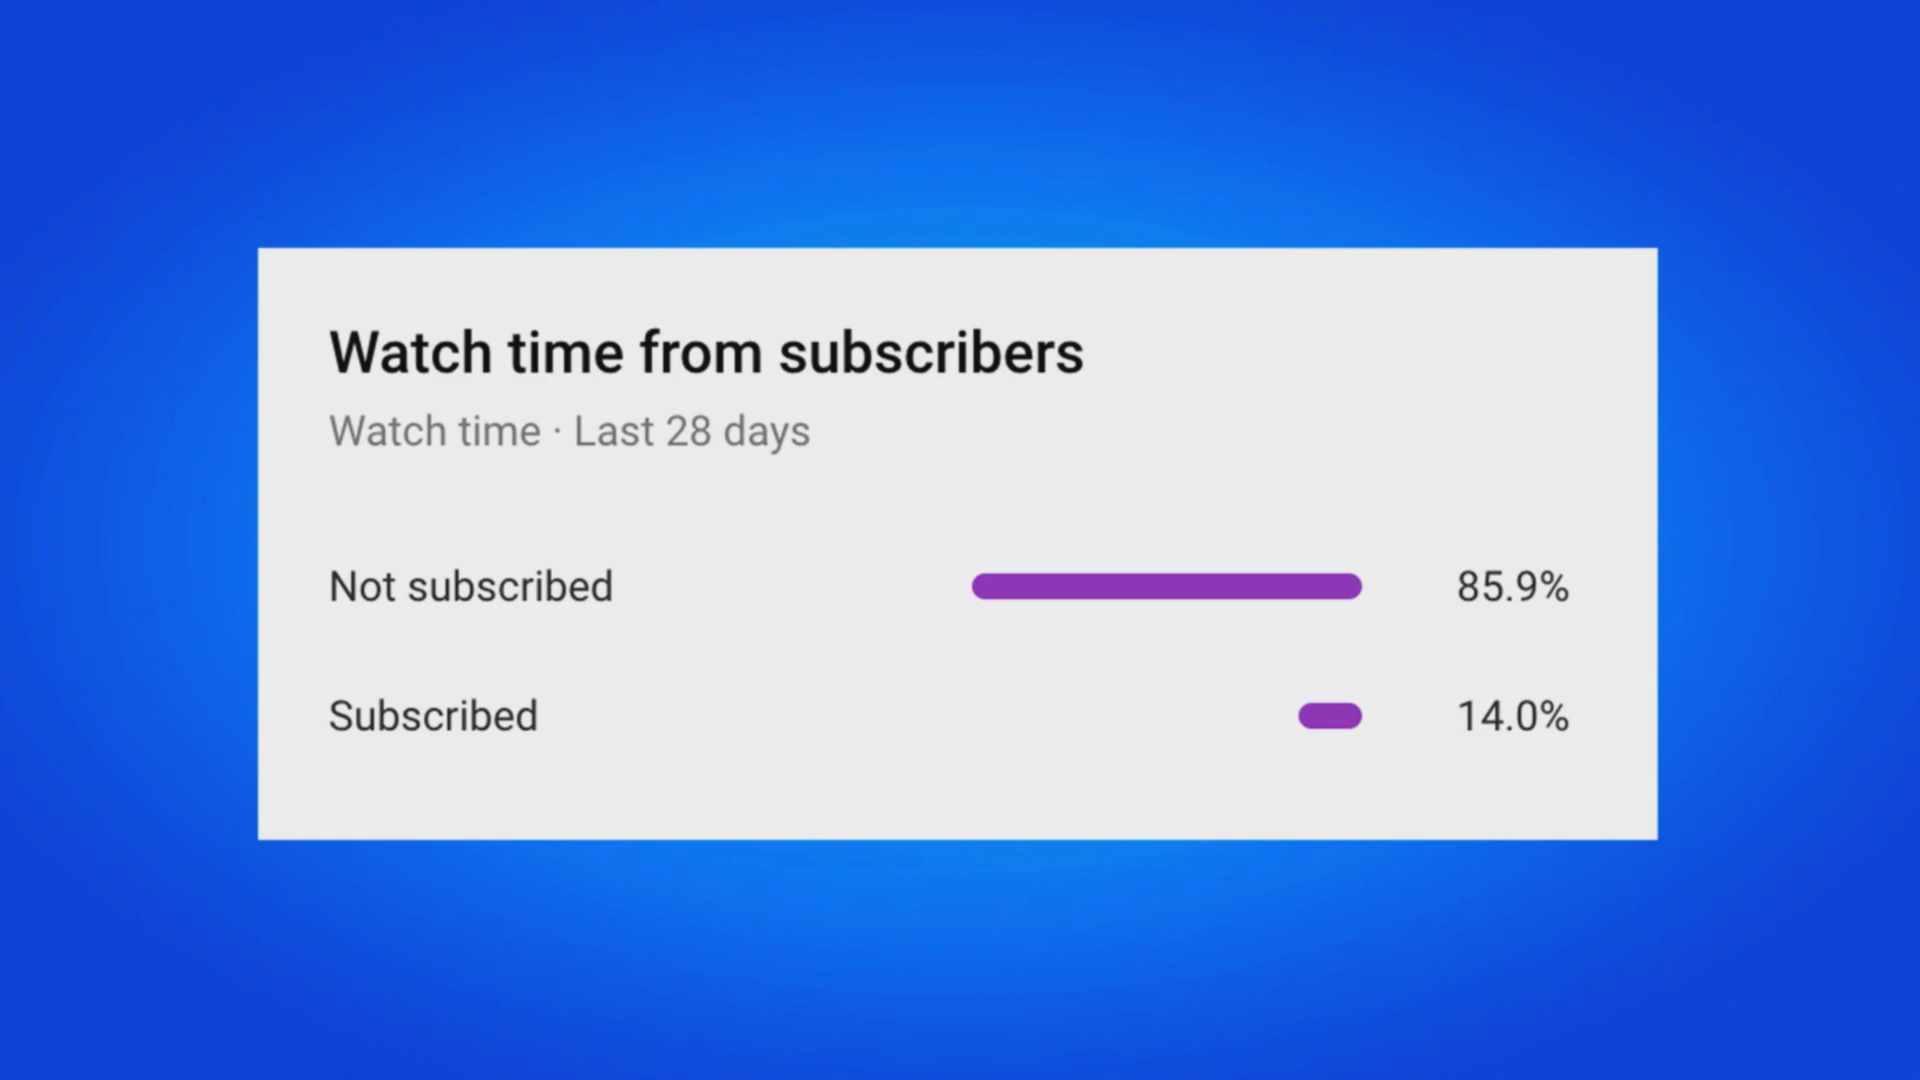 Watch time from subscribers
Watch time · Last 28 days
Not subscribed 85.9%
Subscribed 14.0%